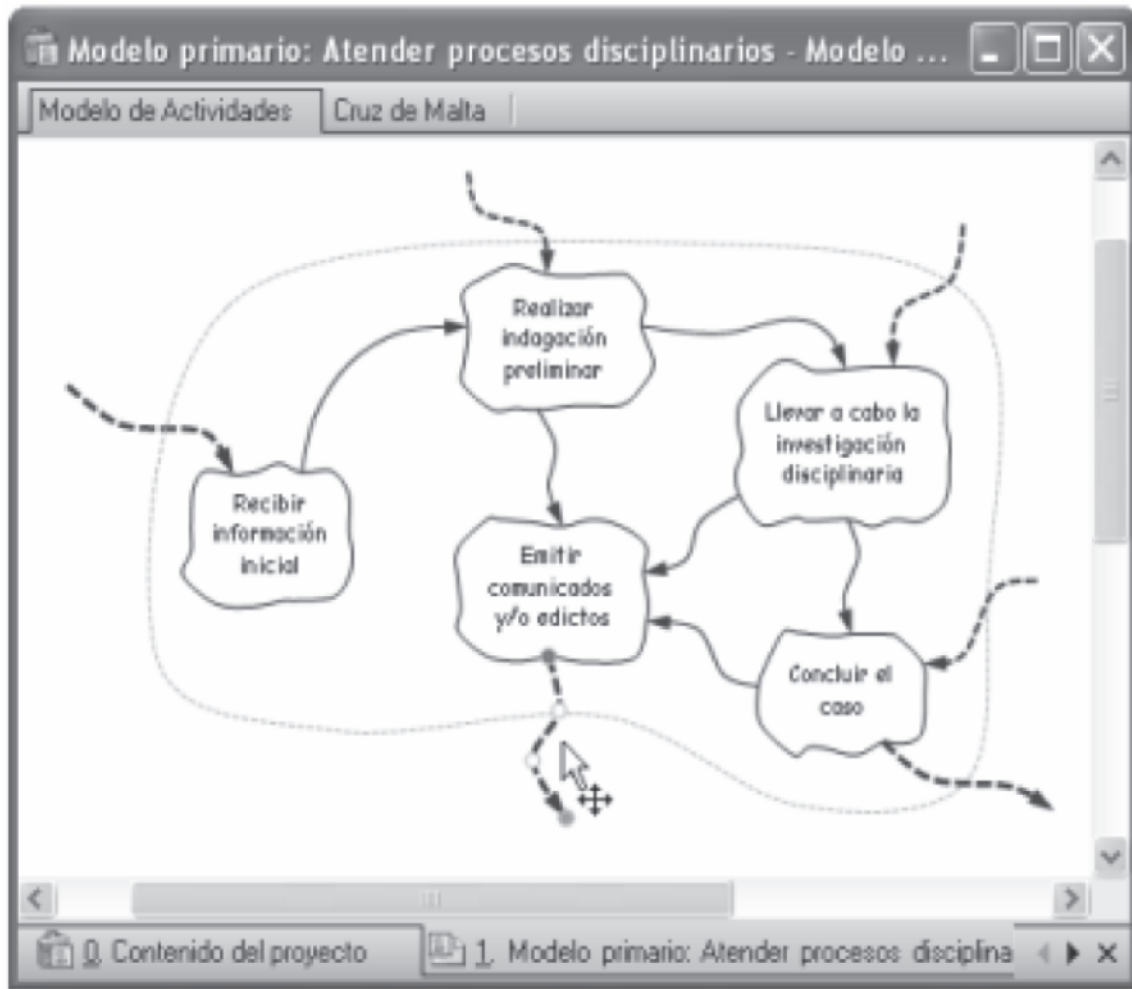 Modelo primario: Atender procesos disciplinarios - Modelo ...
Modelo de Actividades
Cruz de Malta
Realizar
indagación
preliminar
Llevar a cabo la
investigación
disciplinaria
Recibir
información
inicial
Emitir
comunicados
y/o edictos
Concluir el
caso
0. Contenido del proyecto
1. Modelo primario: Atender procesos disciplina